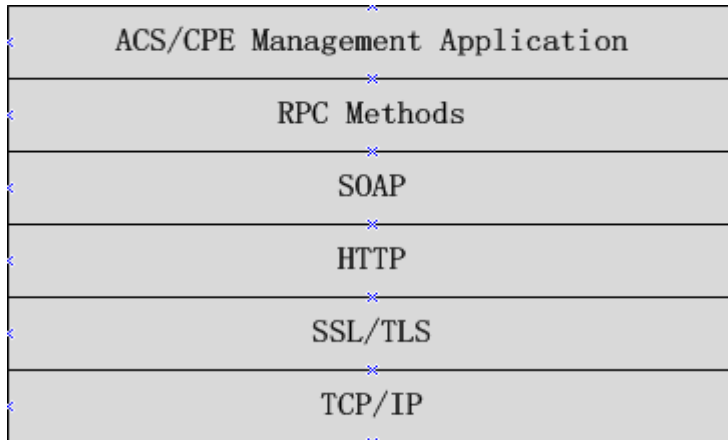 ACS/CPE Management Application
RPC Methods
SOAP
HTTP
SSL/TLS
TCP/IP